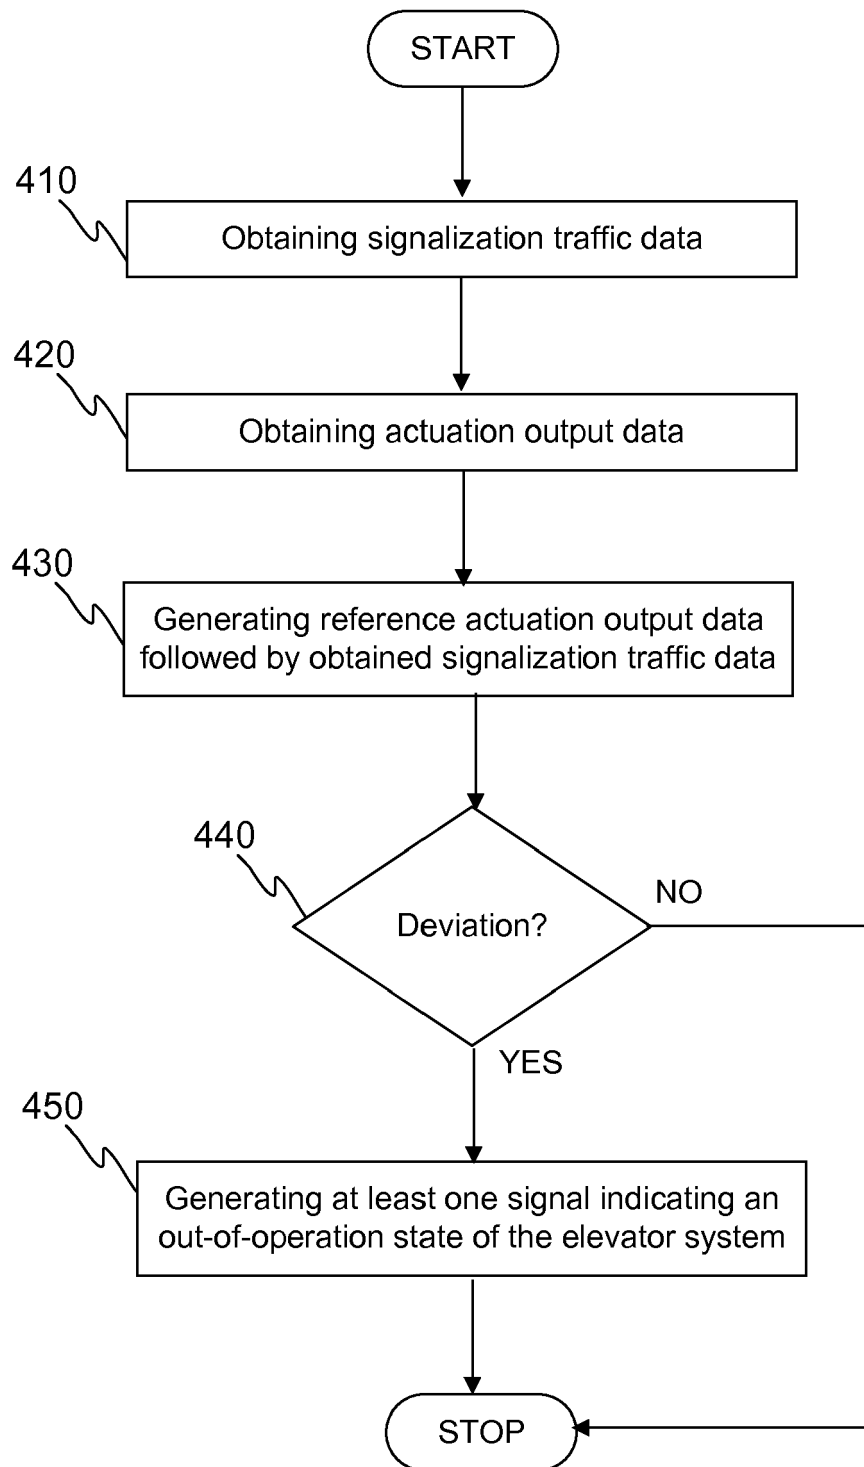 START
410
Obtaining signalization traffic data
420
Obtaining actuation output data
430
Generating reference actuation output data
followed by obtained signalization traffic data
440
Deviation?
NO
YES
450
Generating at least one signal indicating an
out-of-operation state of the elevator system
STOP